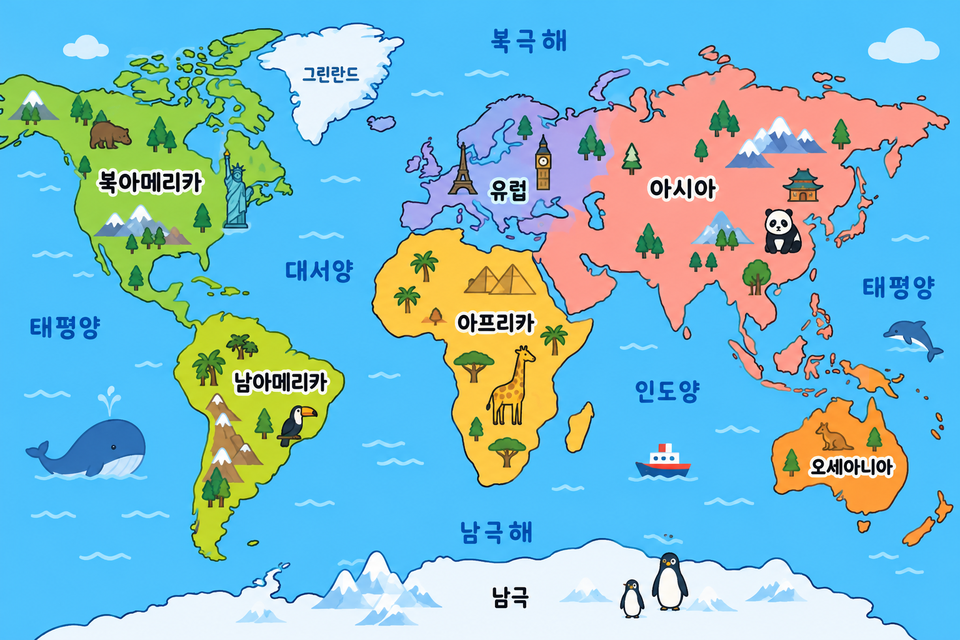 북극해
그린란드
북아메리카
유럽
아시아
대서양
태평양
태평양
아프리카
남아메리카
인도양
오세아니아
남극해
남극